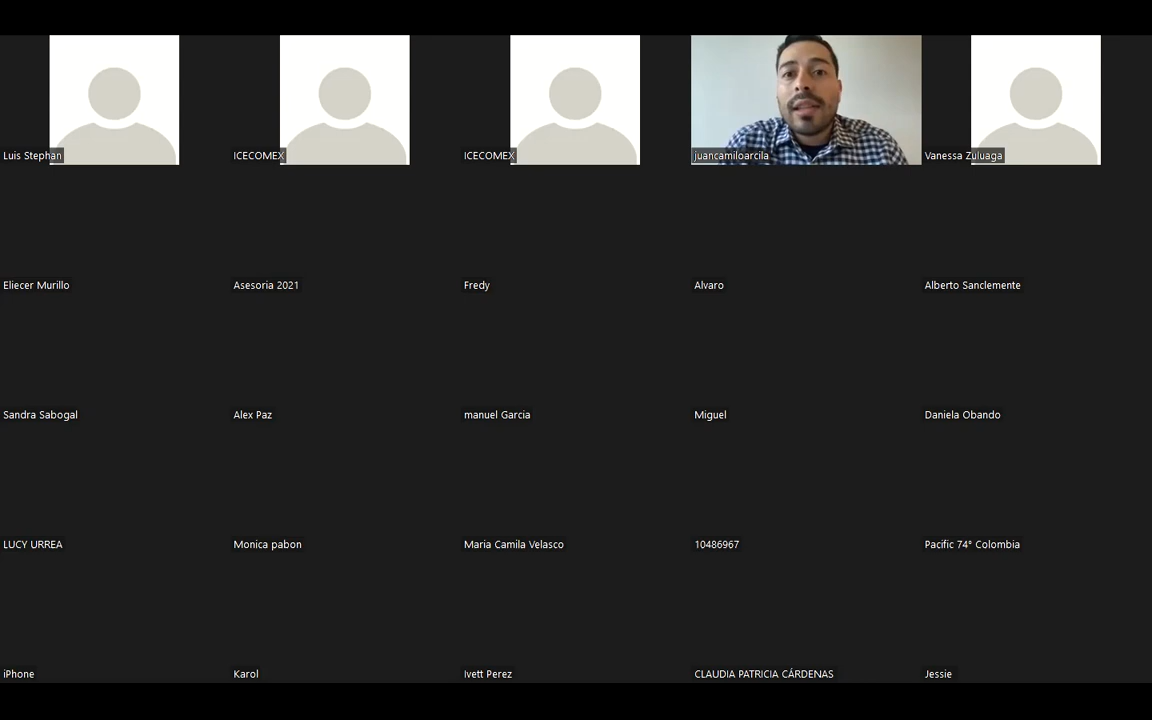 Luis Stephan
ICECOMEX
ICECOMEX
juancamiloarcila
Vanessa Zuluaga
Eliecer Murillo
Asesoria 2021
Fredy
Alvaro
Alberto Sanclemente
Sandra Sabogal
Alex Paz
manuel Garcia
Miguel
Daniela Obando
LUCY URREA
Monica pabon
Maria Camila Velasco
10486967
Pacific 74° Colombia
iPhone
Karol
Ivett Perez
CLAUDIA PATRICIA CÁRDENAS
Jessie